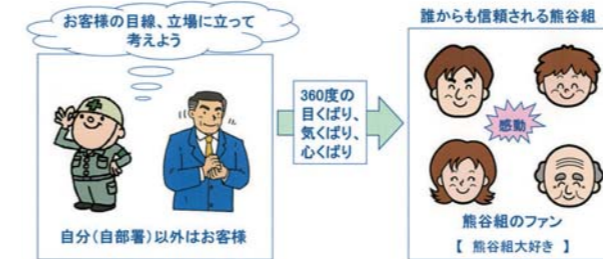 お客様の目線、立場に立って
考えよう
自分(自部署)以外はお客様
360度の
目くばり、
気くばり、
心くばり
誰からも信頼される熊谷組
感動
熊谷組のファン
【 熊谷組大好き 】